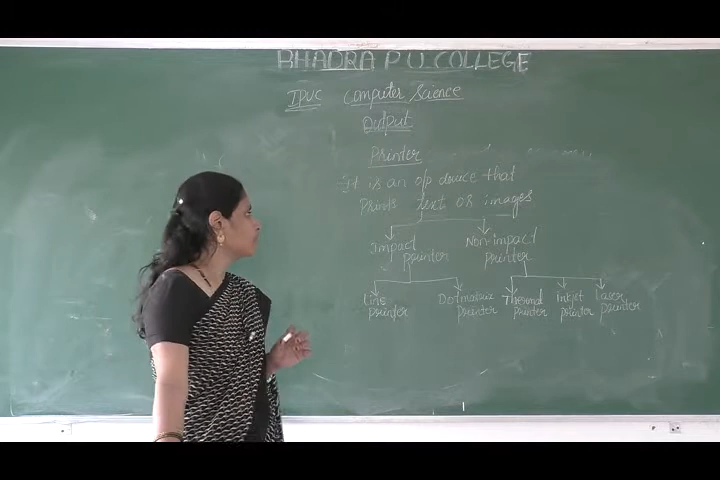 BHADRA P U COLLEGE
I PUC Computer Science
Output
Printer
It is an o/p device that
prints text or images
Impact printer Non-impact printer
Line printer Dotmatrix printer Thermal printer Inkjet printer Laser printer